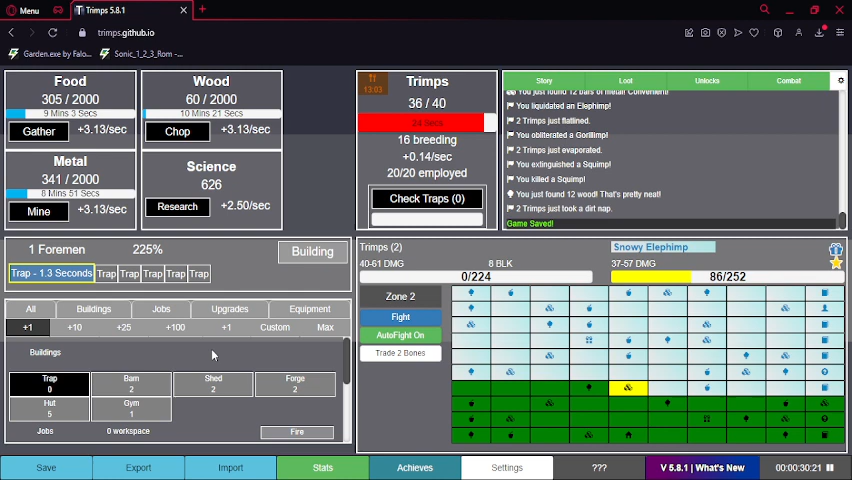 Menu
Trimps 5.8.1
trimps.github.io
Garden.exe by Falo...
Sonic_1_2_3_Rom -...
Food
305 / 2000
9 Mins 3 Secs
Gather
+3.13/sec
Wood
60 / 2000
10 Mins 21 Secs
Chop
+3.13/sec
Metal
341 / 2000
8 Mins 51 Secs
Mine
+3.13/sec
Science
626
Research
+2.50/sec
13:03
Trimps
36 / 40
16 breeding
+0.14/sec
20/20 employed
Check Traps (0)
Story
Loot
Unlocks
Combat
You just found 12 bars of metal! Convenient!
You liquidated an Elephimp!
2 Trimps just flatlined.
You obliterated a Gorillimp!
2 Trimps just evaporated.
You extinguished a Squimp!
You killed a Squimp!
You just found 12 wood! That's pretty neat!
2 Trimps just took a dirt nap.
Game Saved!
1 Foremen
225%
Building
Trap - 1.3 Seconds
Trap
Trap
Trap
Trap
Trap
All
Buildings
Jobs
Upgrades
Equipment
+1
+10
+25
+100
+1
Custom
Max
Buildings
Trap
0
Barn
2
Shed
2
Forge
2
Hut
5
Gym
1
Jobs
0 workspace
Fire
Trimps (2)
40-61 DMG
8 BLK
0/224
Snowy Elephimp
37-57 DMG
86/252
Zone 2
Fight
AutoFight On
Trade 2 Bones
Save
Export
Import
Stats
Achieves
Settings
???
V 5.8.1 | What's New
00:00:30:21